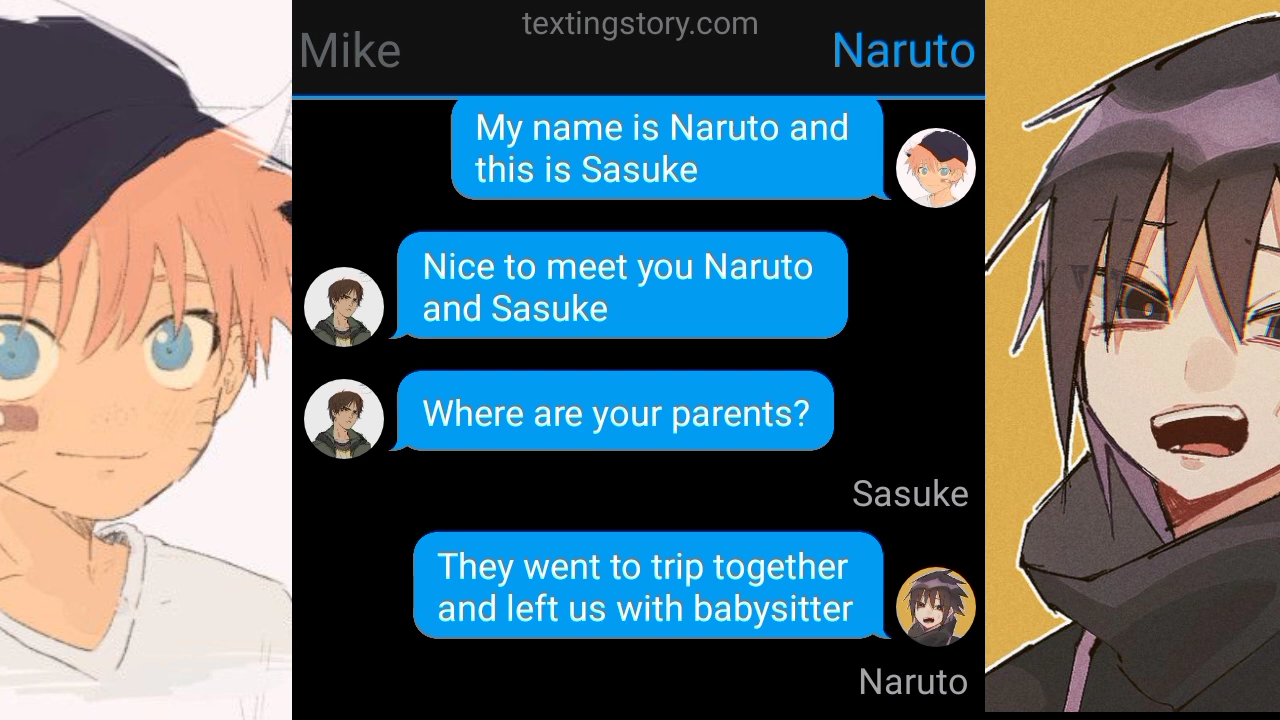 textingstory.com
Mike
Naruto
My name is Naruto and
this is Sasuke
Nice to meet you Naruto
and Sasuke
Where are your parents?
Sasuke
They went to trip together
and left us with babysitter
Naruto